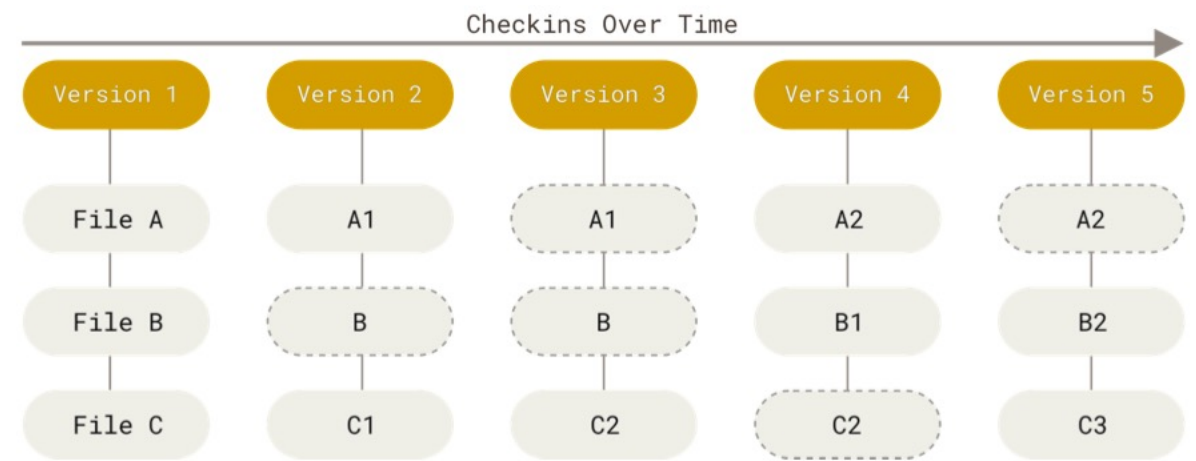 Checkins Over Time
Version 1 Version 2 Version 3 Version 4 Version 5
File A A1 A1 A2 A2
File B B B B1 B2
File C C1 C2 C2 C3